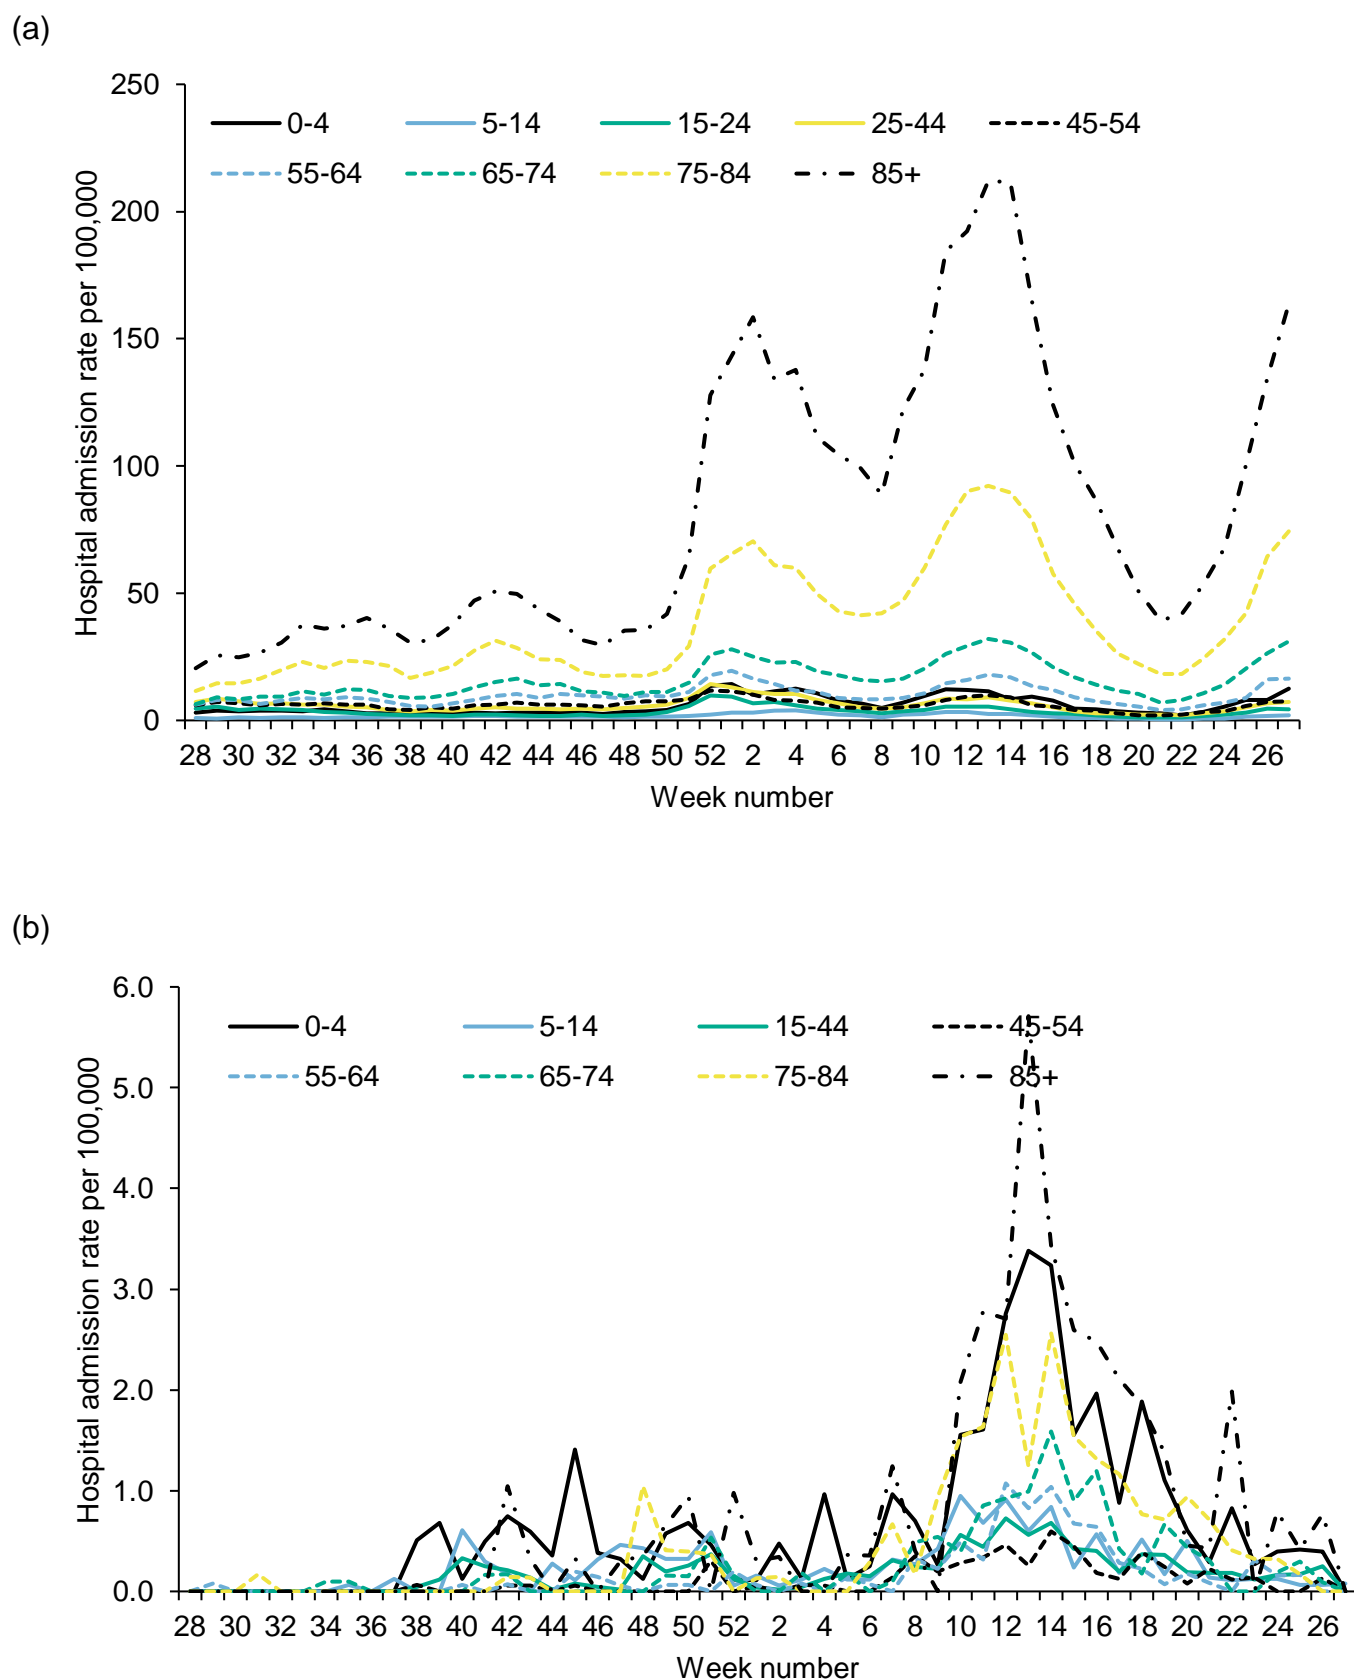 (a)
250
200
150
100
50
0
Hospital admission rate per 100,000
0-4 5-14 15-24 25-44 45-54
55-64 65-74 75-84 85+
28 30 32 34 36 38 40 42 44 46 48 50 52 2 4 6 8 10 12 14 16 18 20 22 24 26
Week number
(b)
6.0
5.0
4.0
3.0
2.0
1.0
0.0
Hospital admission rate per 100,000
0-4 5-14 15-44 45-54
55-64 65-74 75-84 85+
28 30 32 34 36 38 40 42 44 46 48 50 52 2 4 6 8 10 12 14 16 18 20 22 24 26
Week number